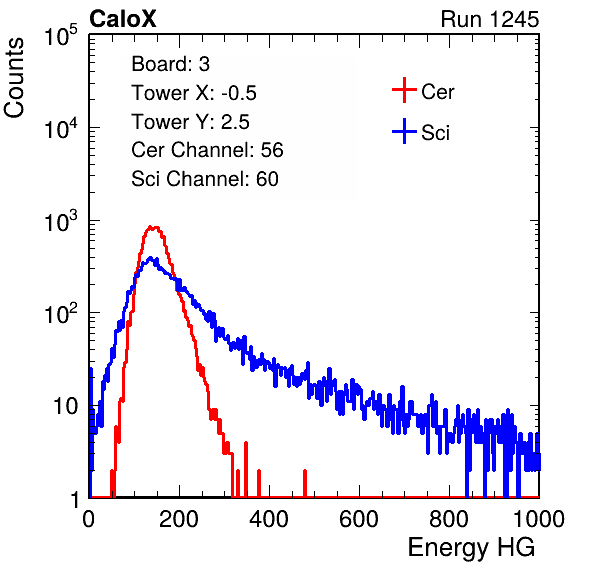 CaloX Run 1245
Counts
10^5
10^4
10^3
10^2
10
1
Board: 3
Tower X: -0.5
Tower Y: 2.5
Cer Channel: 56
Sci Channel: 60
Cer
Sci
0 200 400 600 800 1000
Energy HG